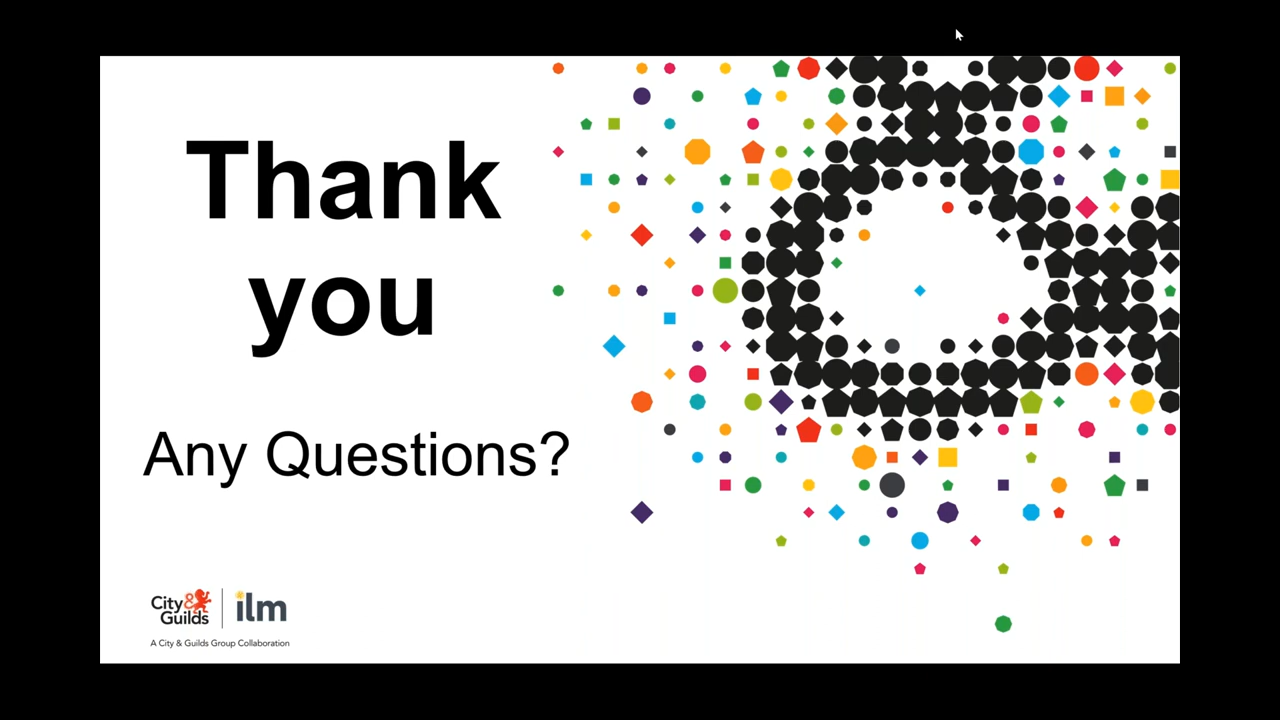 Thank
you
Any Questions?
City &
Guilds
ilm
A City & Guilds Group Collaboration